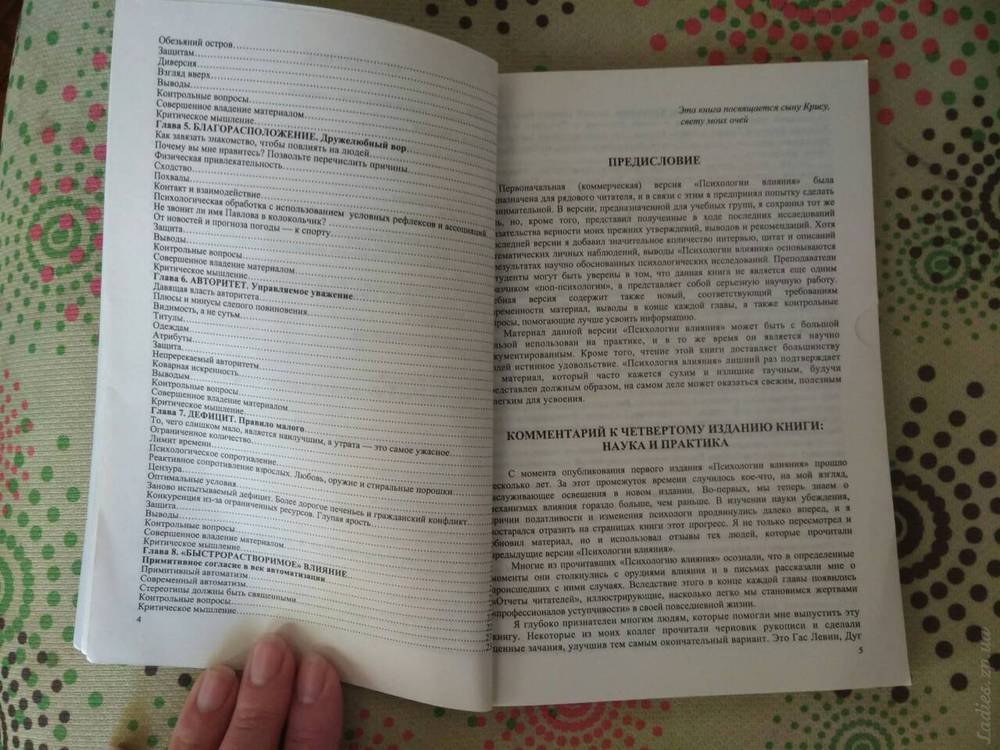 Обезьяний остров
Защитам
Диверсия
Взгляд вверх
Выводы
Контрольные вопросы
Совершенное владение материалом
Критическое мышление
Глава 5. БЛАГОРАСПОЛОЖЕНИЕ. Дружелюбный вор
Как завязать знакомство, чтобы повлиять на людей
Почему вы мне нравитесь? Позвольте перечислить причины
Физическая привлекательность
Сходство
Похвалы
Контакт и взаимодействие
Психологическая обработка с использованием условных рефлексов и ассоциаций
Не звонит ли имя Павлова в колокольчик?
От новостей и прогноза погоды — к спорту
Защита
Выводы
Контрольные вопросы
Совершенное владение материалом
Критическое мышление
Глава 6. АВТОРИТЕТ. Управляемое уважение
Давящая власть авторитета
Плюсы и минусы слепого повиновения
Видимость, а не суть
Титулы
Одеждам
Атрибуты
Защита
Непререкаемый авторитетом
Коварная искренность
Выводым
Контрольные вопросы
Совершенное владение материалом
Критическое мышление
Глава 7. ДЕФИЦИТ. Правило малого
То, чего слишком мало, является наилучшим, а утрата — это самое ужасное
Ограниченное количество
Лимит времени
Психологическое сопротивление
Реактивное сопротивление взрослых. Любовь, оружие и стиральные порошки
Цензура
Оптимальные условия
Заново испытываемый дефицит. Более дорогое печенье и гражданский конфликт
Конкуренция из-за ограниченных ресурсов. Глупая ярость
Защита
Выводы
Контрольные вопросы
Совершенное владение материалом
Критическое мышление
Глава 8. «БЫСТРОРАСТВОРИМОЕ» ВЛИЯНИЕ
Примитивное согласие в век автоматизации
Примитивный автоматизм
Современный автоматизм
Стереотипы должны быть священными
Контрольные вопросы
Критическое мышление
4
Эта книга посвящается сыну Крису,
свету моих очей
ПРЕДИСЛОВИЕ
Первоначальная (коммерческая) версия «Психологии влияния» была
назначена для рядового читателя, и в связи с этим я предпринял попытку сделать
нимательной. В версии, предназначенной для учебных групп, я сохранил тот же
ь, но, кроме того, представил полученные в ходе последних исследований
зательства верности моих прежних утверждений, выводов и рекомендаций. Хотя
следней версии я добавил значительное количество интервью, цитат и описаний
тематических личных наблюдений, выводы «Психологии влияния» основываются
результатах научно обоснованных психологических исследований. Преподаватели
туденты могут быть уверены в том, что данная книга не является еще одним
азчиком «поп-психологии», а представляет собой серьезную научную работу.
ебная версия содержит также новый, соответствующий требованиям
временности материал, выводы в конце каждой главы, а также контрольные
просы, помогающие лучше усвоить информацию.
Материал данной версии «Психологии влияния» может быть с большой
льзой использован на практике, и в то же время он является научно
кументированным. Кроме того, чтение этой книги доставляет большинству
дей истинное удовольствие. «Психология влияния» лишний раз подтверждает
материал, который часто кажется сухим и излишне научным, будучи
едставлен должным образом, на самом деле может оказаться свежим, полезным
легким для усвоения.
КОММЕНТАРИЙ К ЧЕТВЕРТОМУ ИЗДАНИЮ КНИГИ:
НАУКА И ПРАКТИКА
С момента опубликования первого издания «Психологии влияния» прошло
несколько лет. За этот промежуток времени случилось кое-что, на мой взгляд,
аслуживающее освещения в новом издании. Во-первых, мы теперь знаем о
механизмах влияния гораздо больше, чем раньше. В изучении науки убеждения,
ричин податливости и изменения психологи продвинулись далеко вперед, и я
постарался отразить на страницах книги этот прогресс. Я не только пересмотрел и
обновил материал, но и использовал отзывы тех людей, которые прочитали
предыдущие версии «Психологии влияния».
Многие из прочитавших «Психологию влияния» осознали, что в определенные
моменты они столкнулись с орудиями влияния и в письмах рассказали мне о
происшедших с ними случаях. Вследствие этого в конце каждой главы появились
«Отчеты читателей», иллюстрирующие, насколько легко мы становимся жертвами
«профессионалов уступчивости» в своей повседневной жизни.
Я глубоко признателен многим людям, которые помогли мне выпустить эту
книгу. Некоторые из моих коллег прочитали черновик рукописи и сделали
ценные зачания, улучшив тем самым окончательный вариант. Это Гас Левин, Дуг
5
Ladies.zp.ua